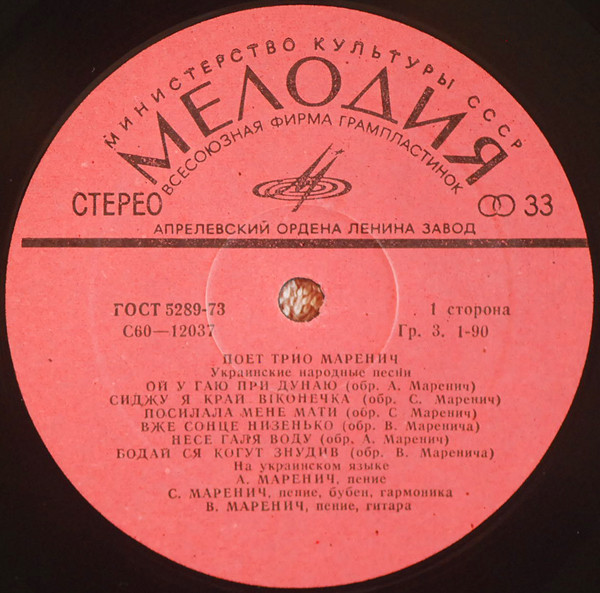 МИНИСТЕРСТВО КУЛЬТУРЫ СССР
МЕЛОДИЯ
ВСЕСОЮЗНАЯ ФИРМА ГРАМПЛАСТИНОК
СТЕРЕО
33
АПРЕЛЕВСКИЙ ОРДЕНА ЛЕНИНА ЗАВОД
ГОСТ 5289-73
1 сторона
С60—12037
Гр. 3. 1-90
ПОЕТ ТРИО МАРЕНИЧ
Украинские народные песни
ОЙ У ГАЮ ПРИ ДУНАЮ (обр. А. Маренич)
СИДЖУ Я КРАЙ ВІКОНЕЧКА (обр. С. Маренич)
ПОСИЛАЛА МЕНЕ МАТИ (обр. С Маренич)
ВЖЕ СОНЦЕ НИЗЕНЬКО (обр. В. Маренича)
НЕСЕ ГАЛЯ ВОДУ (обр. А. Маренич)
БОДАЙ СЯ КОГУТ ЗНУДИВ (обр. В. Маренича)
На украинском языке
А. МАРЕНИЧ, пение
С. МАРЕНИЧ, пение, бубен, гармоника
В. МАРЕНИЧ, пение, гитара